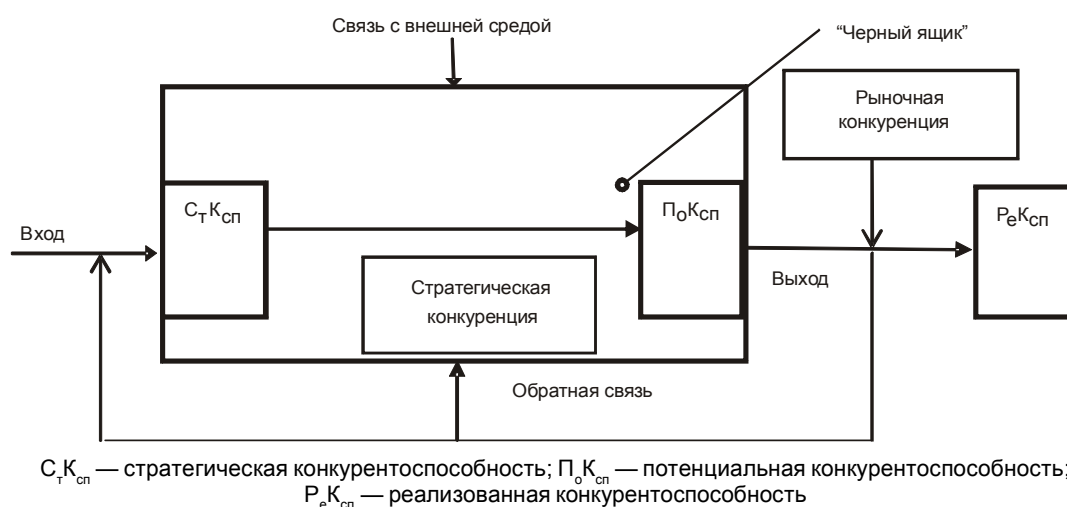 Связь с внешней средой
“Черный ящик”
Рыночная
конкуренция
СтКсп
ПоКсп
РеКсп
Вход
Выход
Стратегическая
конкуренция
Обратная связь
СтКсп — стратегическая конкурентоспособность; ПоКсп — потенциальная конкурентоспособность;
РеКсп — реализованная конкурентоспособность